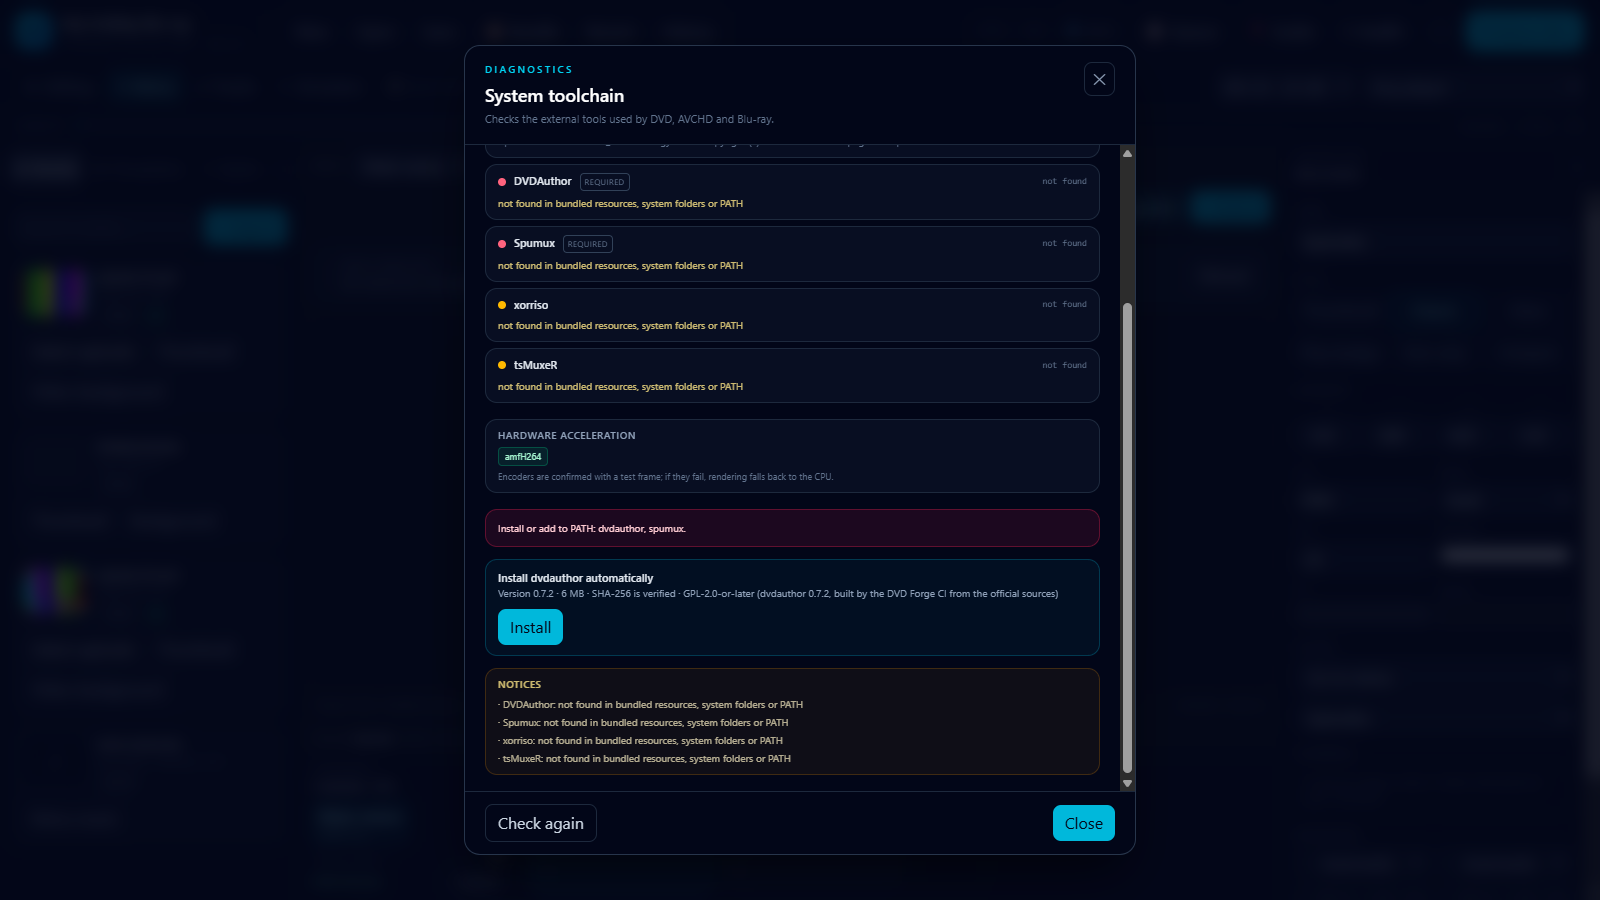 DIAGNOSTICS
System toolchain
Checks the external tools used by DVD, AVCHD and Blu-ray.
DVDAuthor REQUIRED not found
not found in bundled resources, system folders or PATH
Spumux REQUIRED not found
not found in bundled resources, system folders or PATH
xorriso not found
not found in bundled resources, system folders or PATH
tsMuxeR not found
not found in bundled resources, system folders or PATH
HARDWARE ACCELERATION
amfH264
Encoders are confirmed with a test frame; if they fail, rendering falls back to the CPU.
Install or add to PATH: dvdauthor, spumux.
Install dvdauthor automatically
Version 0.7.2 · 6 MB · SHA-256 is verified · GPL-2.0-or-later (dvdauthor 0.7.2, built by the DVD Forge CI from the official sources)
Install
NOTICES
· DVDAuthor: not found in bundled resources, system folders or PATH
· Spumux: not found in bundled resources, system folders or PATH
· xorriso: not found in bundled resources, system folders or PATH
· tsMuxeR: not found in bundled resources, system folders or PATH
Check again
Close